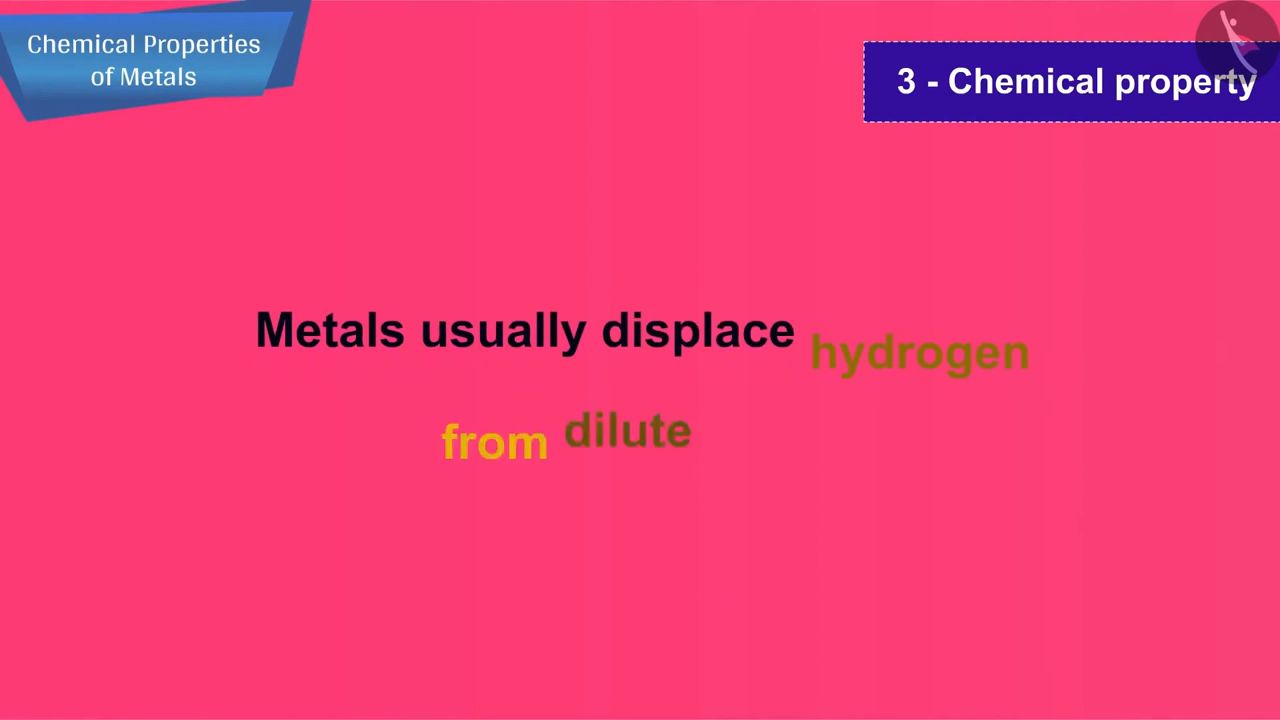 Chemical Properties
of Metals
3 - Chemical property
Metals usually displace hydrogen
from dilute